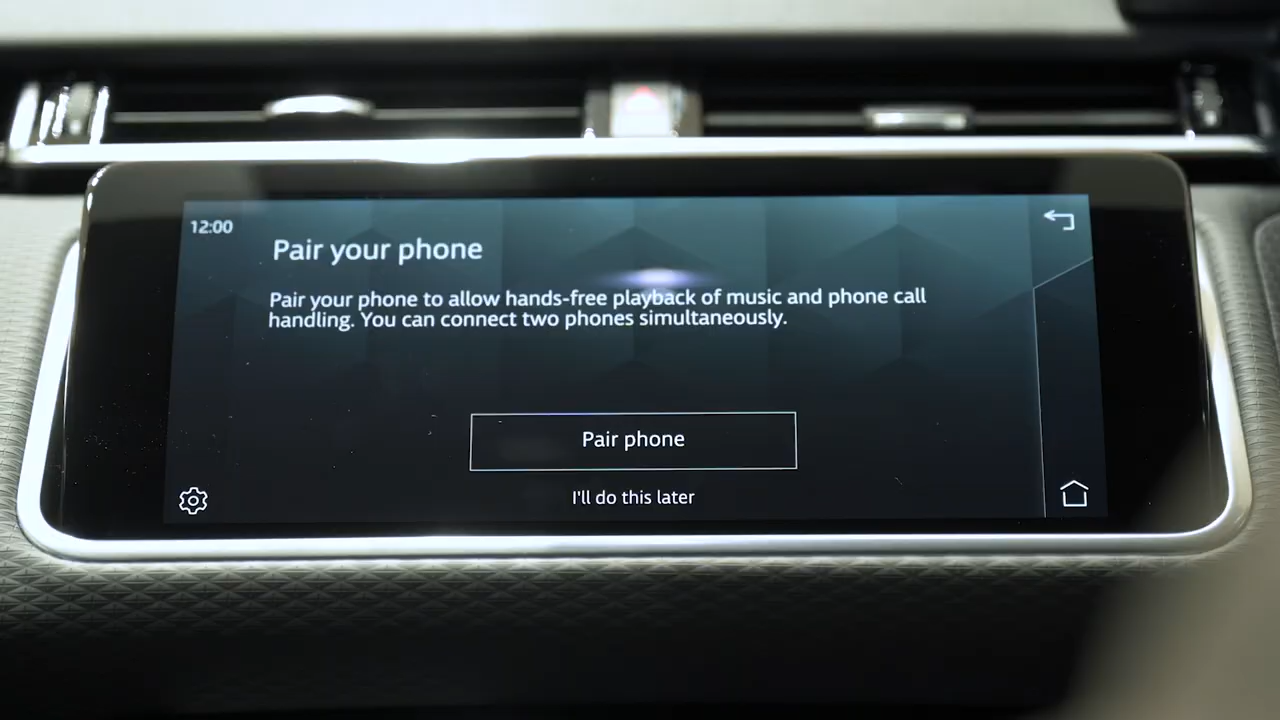 12:00
Pair your phone
Pair your phone to allow hands-free playback of music and phone call
handling. You can connect two phones simultaneously.
Pair phone
I'll do this later